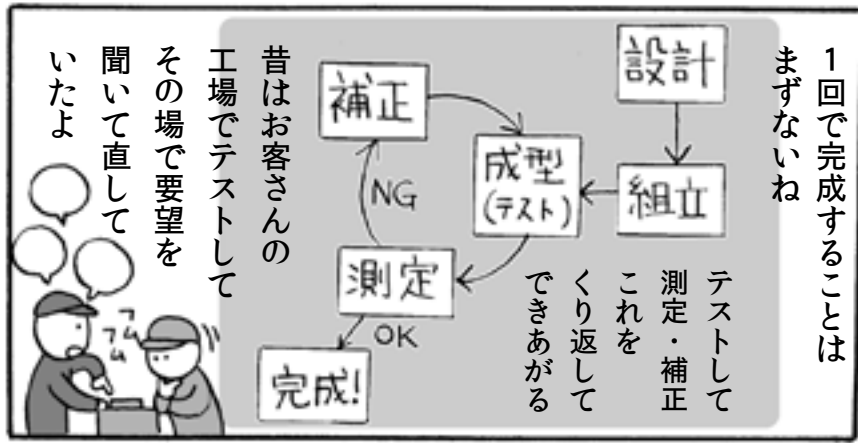 1回で完成することは
まずないね
設計
組立
成型
(テスト)
測定
NG
補正
OK
完成!
テストして
測定・補正
これを
くり返して
できあがる
昔はお客さんの
工場でテストして
その場で要望を
聞いて直して
いたよ
フムフム